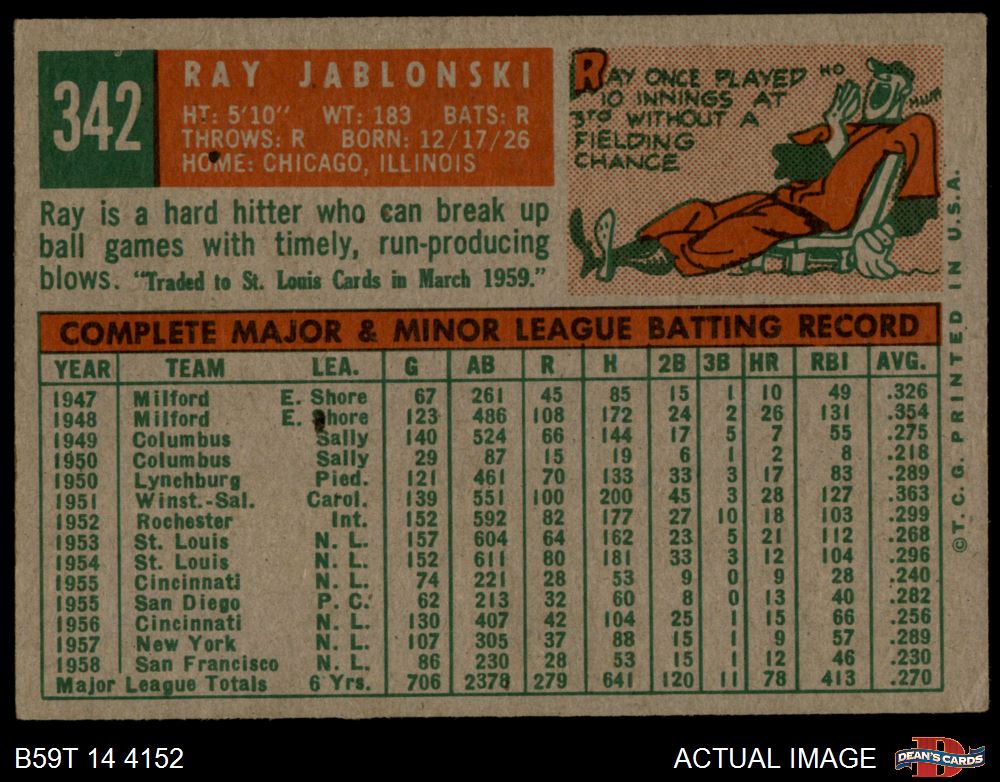 342
RAY JABLONSKI
HT: 5'10" WT: 183 BATS: R
THROWS: R BORN: 12/17/26
HOME: CHICAGO, ILLINOIS
Ray is a hard hitter who can break up
ball games with timely, run-producing
blows. "Traded to St. Louis Cards in March 1959."
RAY ONCE PLAYED
10 INNINGS AT
3rd WITHOUT A
FIELDING
CHANCE
HO
HUM
COMPLETE MAJOR & MINOR LEAGUE BATTING RECORD
YEAR TEAM LEA. G AB R H 2B 3B HR RBI AVG.
1947 Milford E. Shore 67 261 45 85 15 1 10 49 .326
1948 Milford E. Shore 123 486 108 172 24 2 26 131 .354
1949 Columbus Sally 140 524 66 144 17 5 7 55 .275
1950 Columbus Sally 29 87 15 19 6 1 2 8 .218
1950 Lynchburg Pied. 121 461 70 133 33 3 17 83 .289
1951 Winst.-Sal. Carol. 139 551 100 200 45 3 28 127 .363
1952 Rochester Int. 152 592 82 177 27 10 18 103 .299
1953 St. Louis N. L. 157 604 64 162 23 5 21 112 .268
1954 St. Louis N. L. 152 611 80 181 33 3 12 104 .296
1955 Cincinnati N. L. 74 221 28 53 9 0 9 28 .240
1955 San Diego P. C. 62 213 32 60 8 0 13 40 .282
1956 Cincinnati N. L. 130 407 42 104 25 1 15 66 .256
1957 New York N. L. 107 305 37 88 15 1 9 57 .289
1958 San Francisco N. L. 86 230 28 53 15 1 12 46 .230
Major League Totals 6 Yrs. 706 2378 279 641 120 11 78 413 .270
©T. C. G. PRINTED IN U.S.A.
B59T 14 4152
ACTUAL IMAGE
D
DEAN'S CARDS